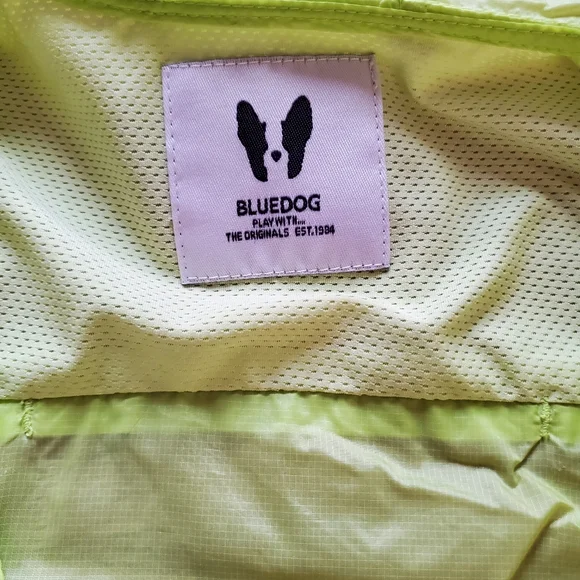 BLUEDOG
PLAY WITH
THE ORIGINALS EST.1984